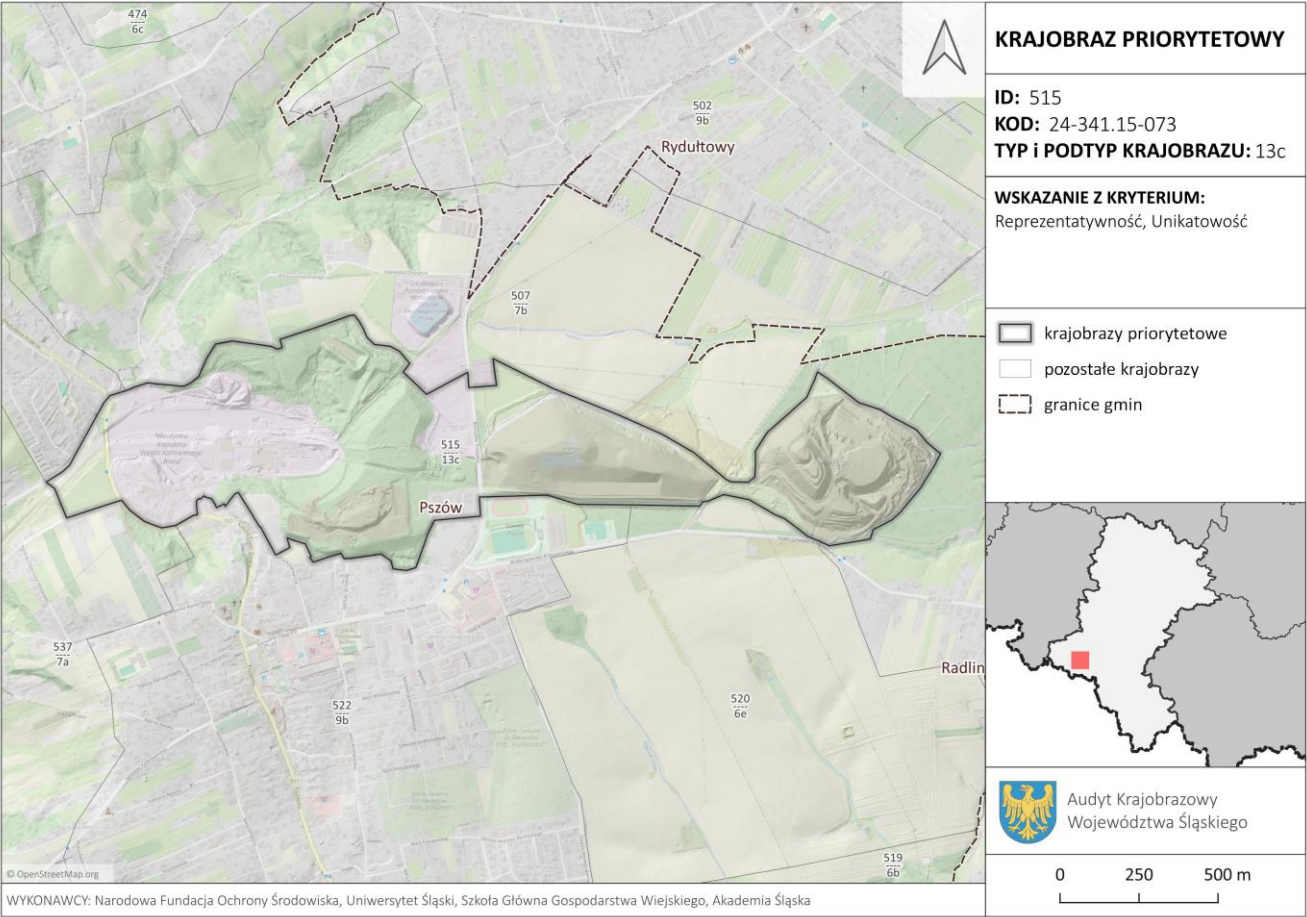 474
6c
502
9b
Rydułtowy
507
7b
515
13c
Pszów
537
7a
522
9b
520
6e
Radlin
519
6b
© OpenStreetMap.org
WYKONAWCY: Narodowa Fundacja Ochrony Środowiska, Uniwersytet Śląski, Szkoła Główna Gospodarstwa Wiejskiego, Akademia Śląska
KRAJOBRAZ PRIORYTETOWY
ID: 515
KOD: 24-341.15-073
TYP i PODTYP KRAJOBRAZU: 13c
WSKAZANIE Z KRYTERIUM:
Reprezentatywność, Unikatowość
krajobrazy priorytetowe
pozostałe krajobrazy
granice gmin
Audyt Krajobrazowy
Województwa Śląskiego
0 250 500 m